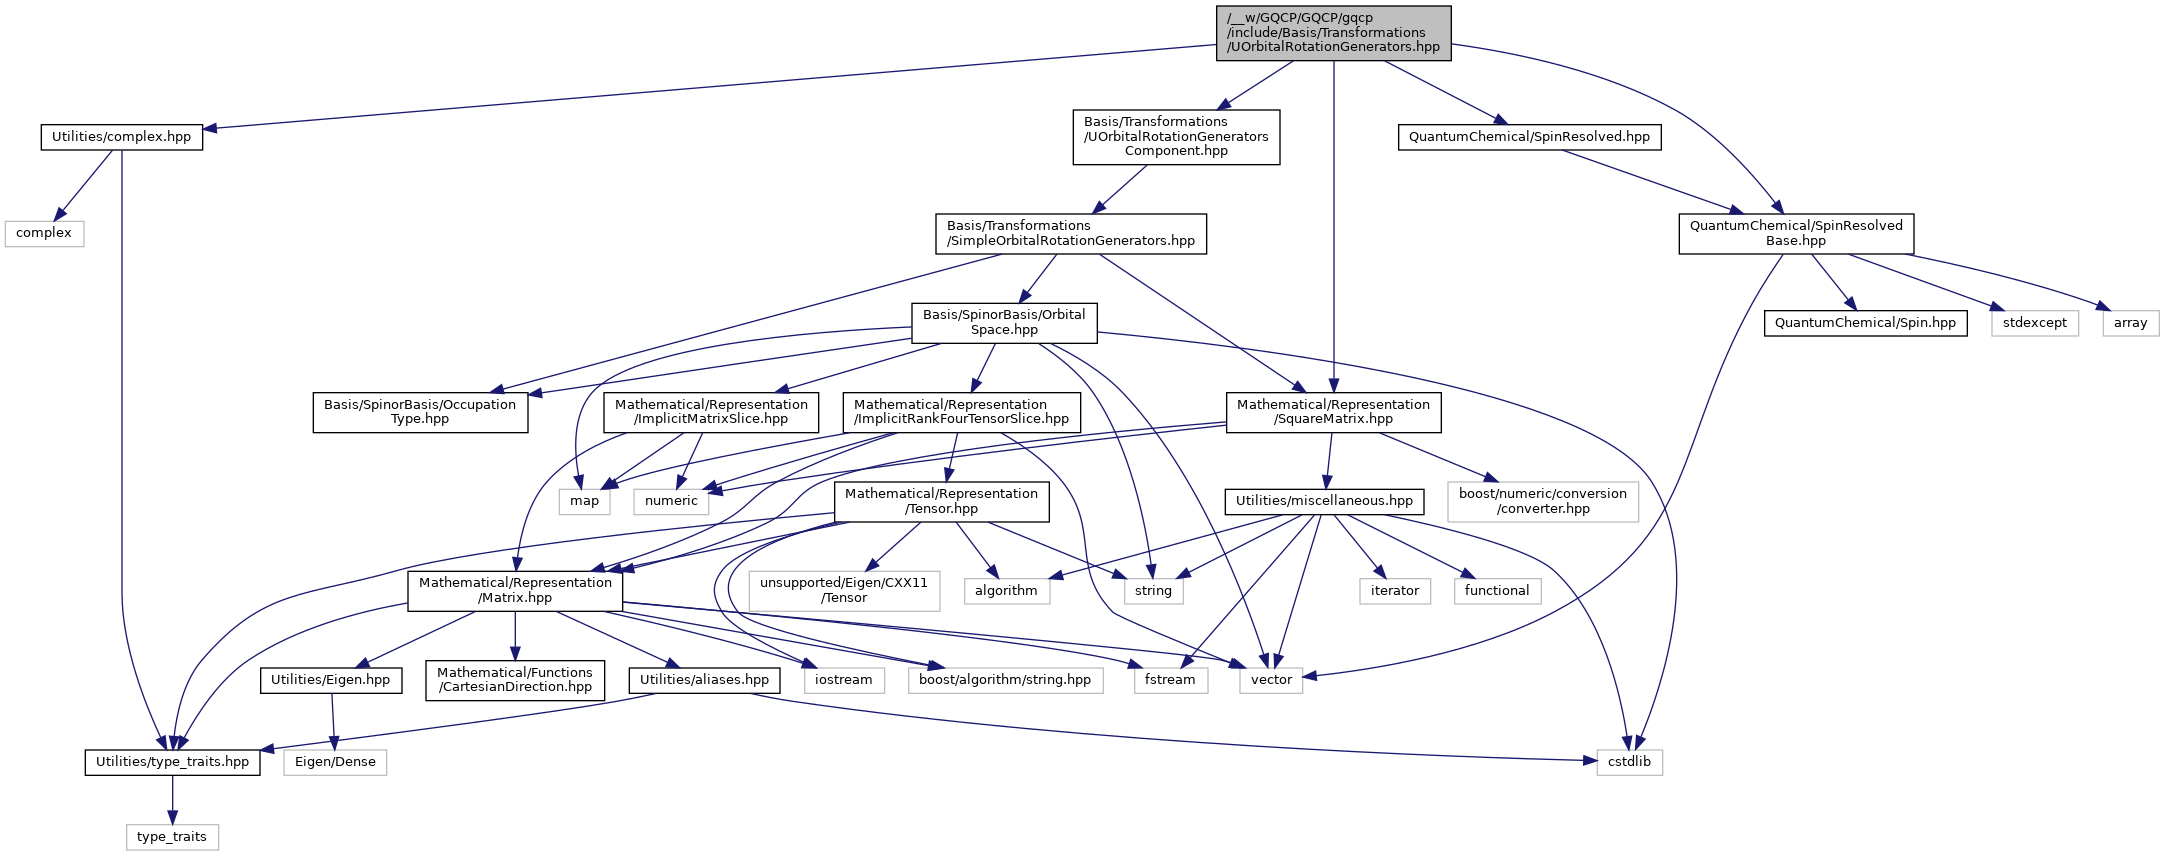 /__w/GQCP/GQCP/gqcp
/include/Basis/Transformations
/UOrbitalRotationGenerators.hpp
Utilities/complex.hpp
Basis/Transformations
/UOrbitalRotationGenerators
Component.hpp
QuantumChemical/SpinResolved.hpp
complex
Basis/Transformations
/SimpleOrbitalRotationGenerators.hpp
QuantumChemical/SpinResolved
Base.hpp
Basis/SpinorBasis/Orbital
Space.hpp
QuantumChemical/Spin.hpp
stdexcept
array
Basis/SpinorBasis/Occupation
Type.hpp
Mathematical/Representation
/ImplicitMatrixSlice.hpp
Mathematical/Representation
/ImplicitRankFourTensorSlice.hpp
Mathematical/Representation
/SquareMatrix.hpp
map
numeric
Mathematical/Representation
/Tensor.hpp
Utilities/miscellaneous.hpp
boost/numeric/conversion
/converter.hpp
Mathematical/Representation
/Matrix.hpp
unsupported/Eigen/CXX11
/Tensor
algorithm
string
iterator
functional
Utilities/Eigen.hpp
Mathematical/Functions
/CartesianDirection.hpp
Utilities/aliases.hpp
iostream
boost/algorithm/string.hpp
fstream
vector
Utilities/type_traits.hpp
Eigen/Dense
cstdlib
type_traits